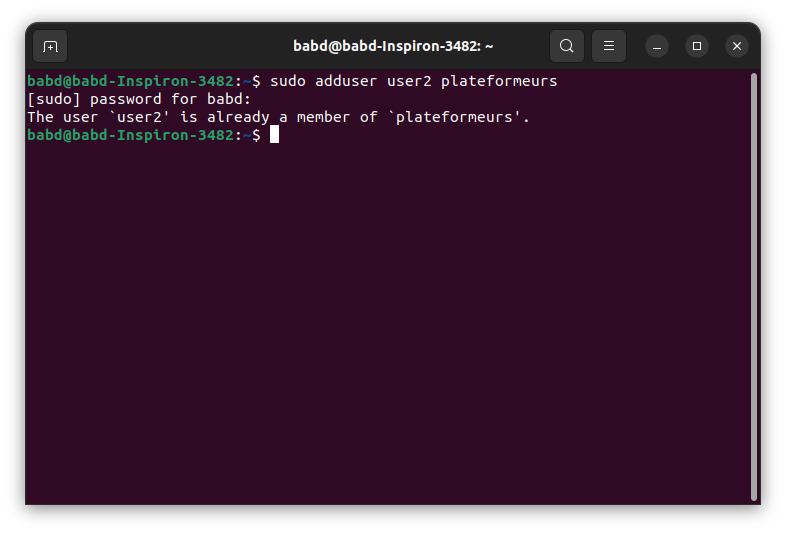 babd@babd-Inspiron-3482: ~
babd@babd-Inspiron-3482:~$ sudo adduser user2 plateformeurs
[sudo] password for babd:
The user `user2' is already a member of `plateformeurs'.
babd@babd-Inspiron-3482:~$